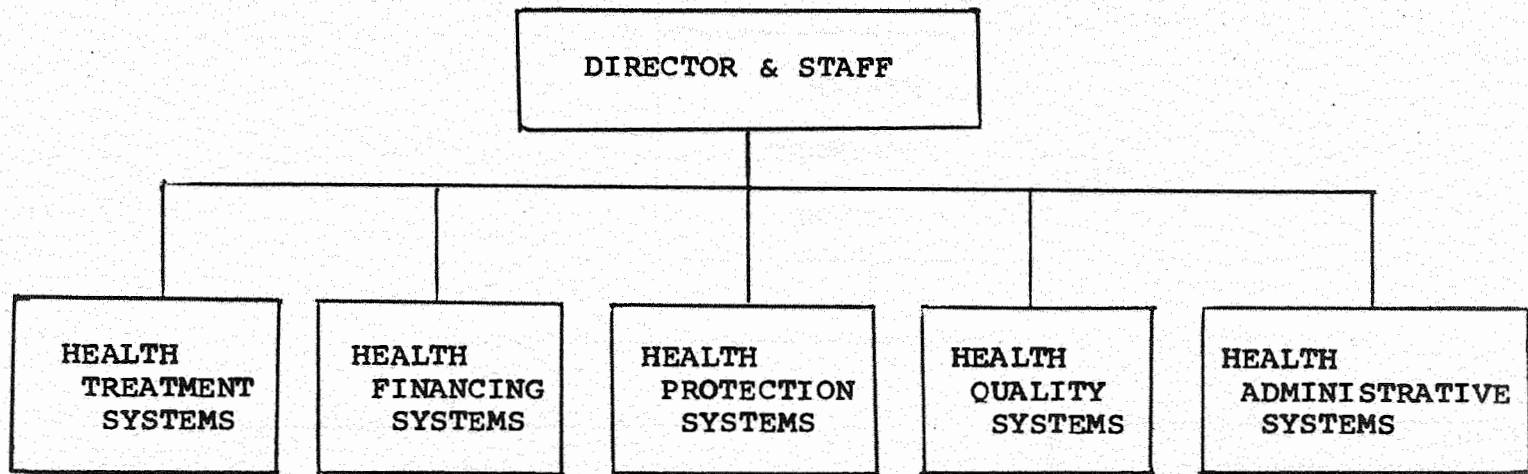 DIRECTOR & STAFF
HEALTH
TREATMENT
SYSTEMS
HEALTH
FINANCING
SYSTEMS
HEALTH
PROTECTION
SYSTEMS
HEALTH
QUALITY
SYSTEMS
HEALTH
ADMINISTRATIVE
SYSTEMS